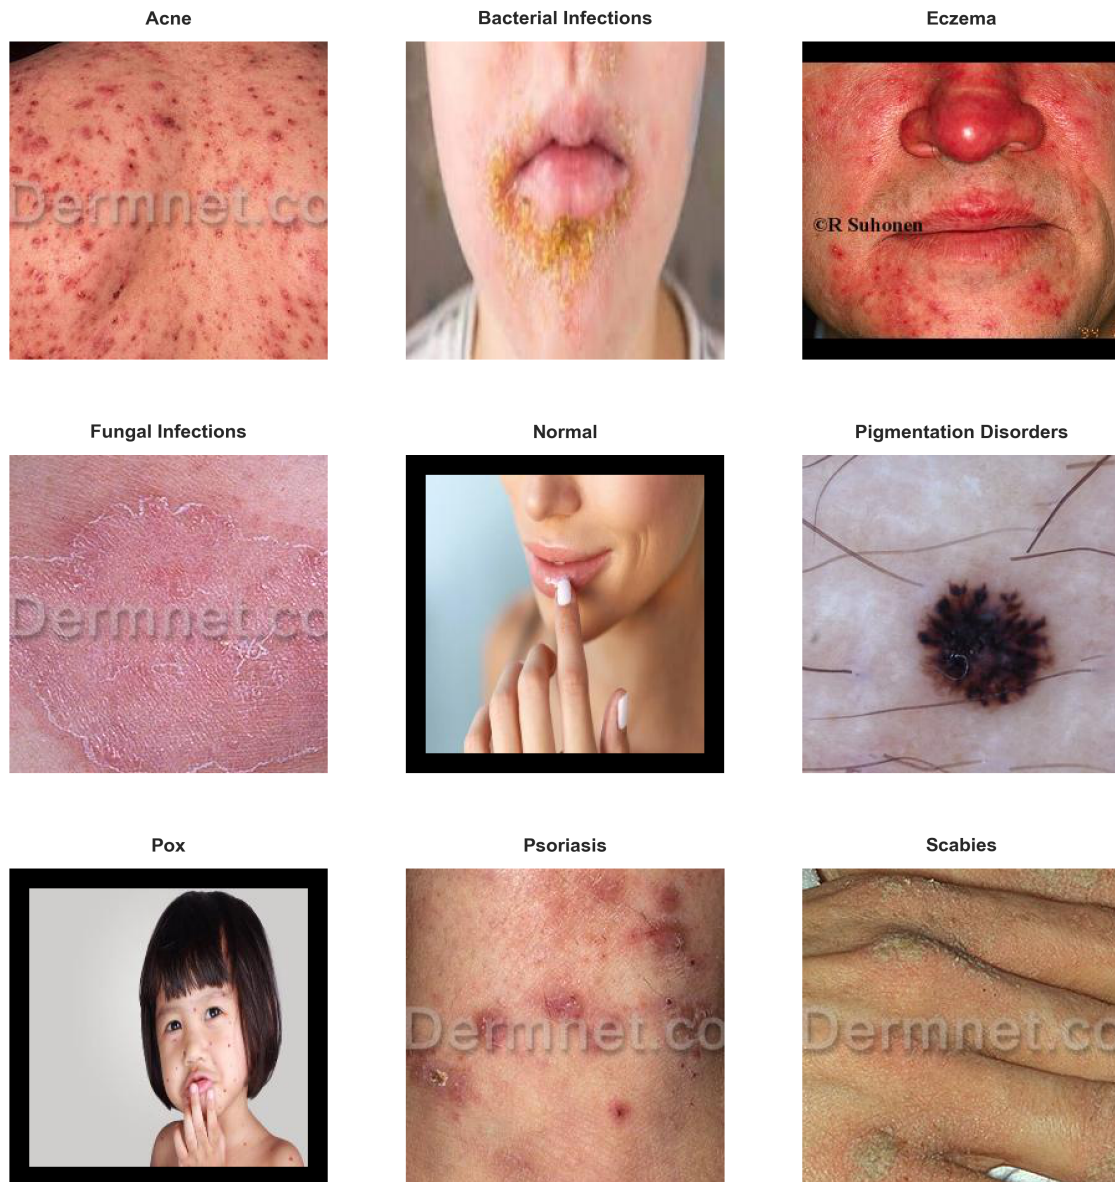 Acne
Bacterial Infections
Eczema
Dermnet.co
©R Suhonen
94
Fungal Infections
Normal
Pigmentation Disorders
Dermnet.co
Pox
Psoriasis
Scabies
Dermnet.co
Dermnet.co